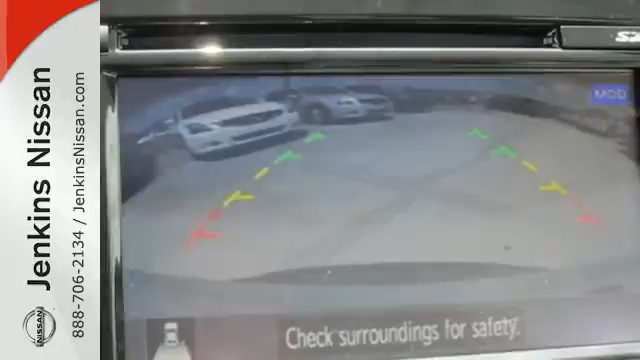 Jenkins Nissan
888-706-2134 / JenkinsNissan.com
NISSAN
MOD
Check surroundings for safety.